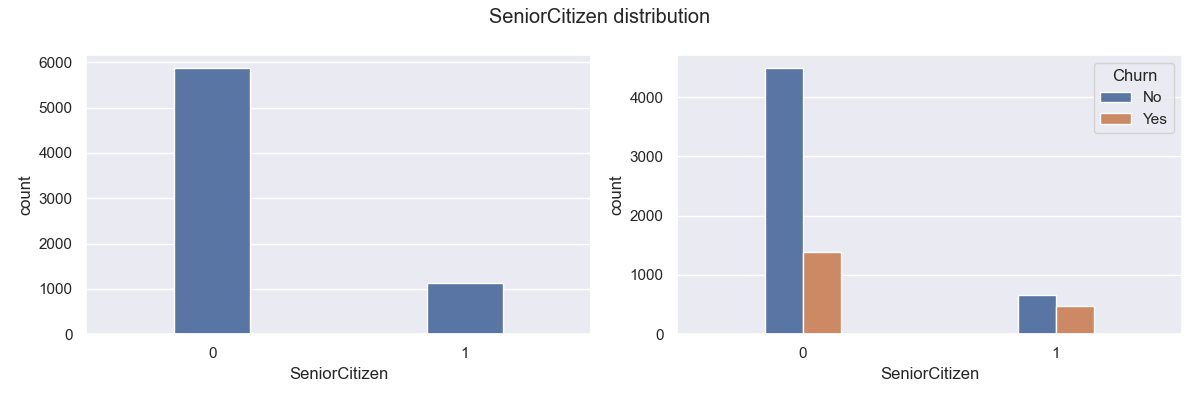 SeniorCitizen distribution
6000
5000
4000
3000
2000
1000
0
count
0 1
SeniorCitizen
4000
3000
2000
1000
0
count
0 1
SeniorCitizen
Churn
No
Yes